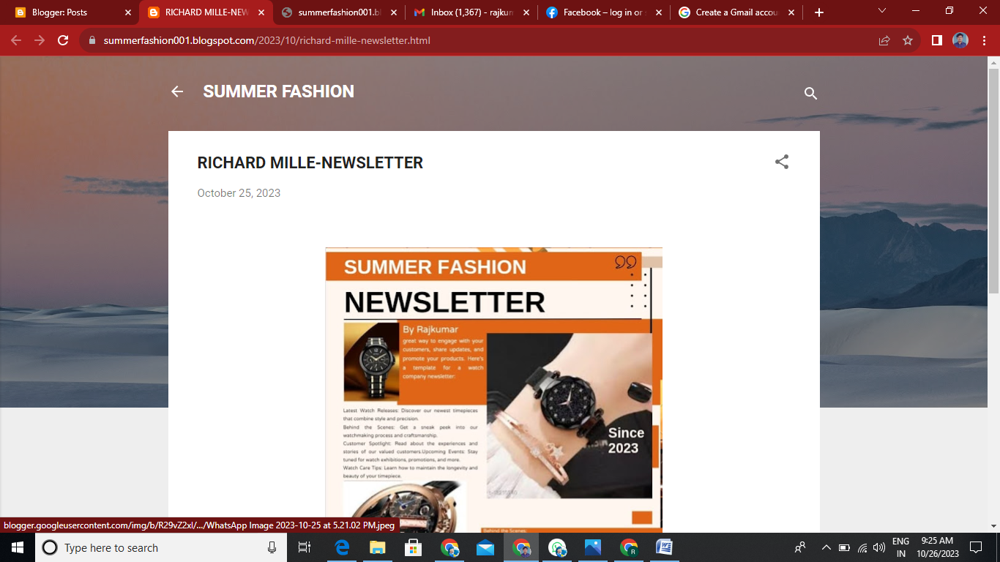 Blogger: Posts
RICHARD MILLE-NEW
summerfashion001.bl
Inbox (1,367) - rajkum
Facebook – log in or s
Create a Gmail accou
summerfashion001.blogspot.com/2023/10/richard-mille-newsletter.html
SUMMER FASHION
RICHARD MILLE-NEWSLETTER
October 25, 2023
SUMMER FASHION
NEWSLETTER
By Rajkumar
great way to engage with your
customers, share updates, and
promote your products. Here's
a template for a watch
company newsletter:
Latest Watch Releases: Discover our newest timepieces
that combine style and precision.
Behind the Scenes: Get a sneak peek into our
watchmaking process and craftsmanship.
Customer Spotlight: Read about the experiences and
stories of our valued customers.Upcoming Events: Stay
tuned for watch exhibitions, promotions, and more.
Watch Care Tips: Learn how to maintain the longevity and
beauty of your timepiece.
Since
2023
Behind the Scenes:
blogger.googleusercontent.com/img/b/R29vZ2xl/.../WhatsApp Image 2023-10-25 at 5.21.02 PM.jpeg
Type here to search
ENG
IN
9:25 AM
10/26/2023